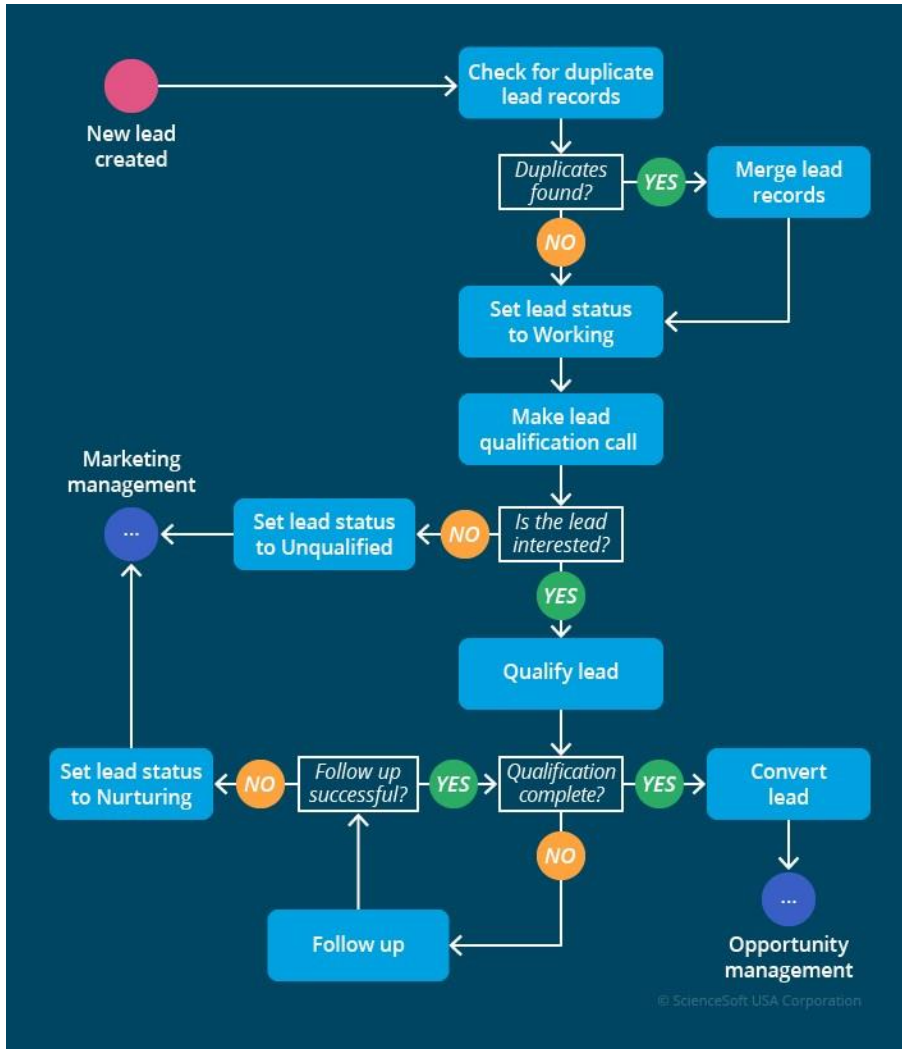 Check for duplicate
lead records
New lead
created
Duplicates
found?
YES
Merge lead
records
NO
Set lead status
to Working
Make lead
qualification call
Marketing
management
...
Set lead status
to Unqualified
NO
Is the lead
interested?
YES
Qualify lead
Set lead status
to Nurturing
NO
Follow up
successful?
YES
Qualification
complete?
YES
Convert
lead
NO
Follow up
...
Opportunity
management
© ScienceSoft USA Corporation